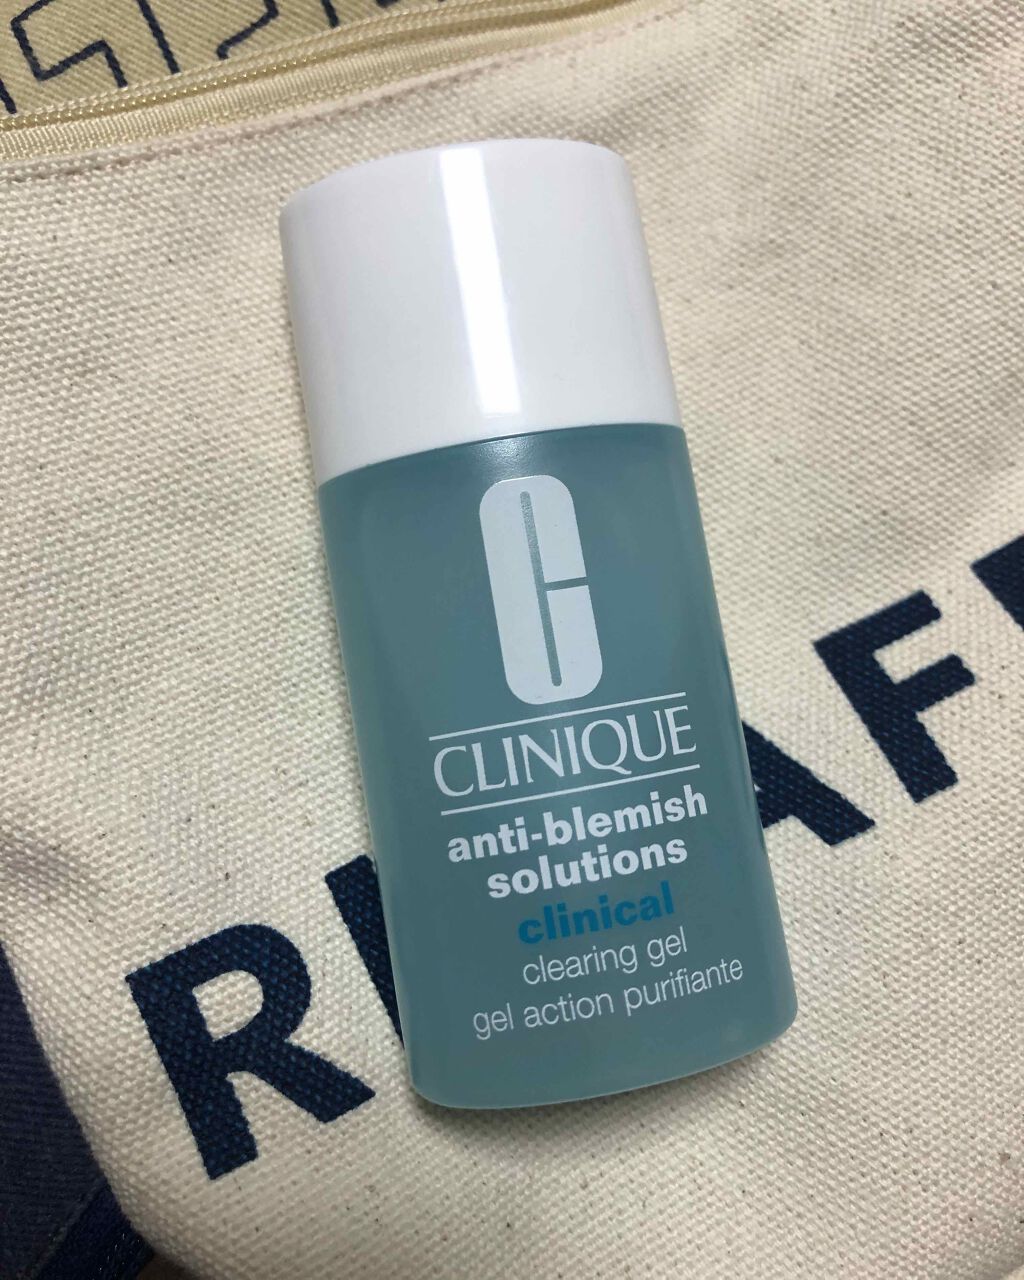 C
CLINIQUE
anti-blemish
solutions
clinical
clearing gel
gel action purifiante